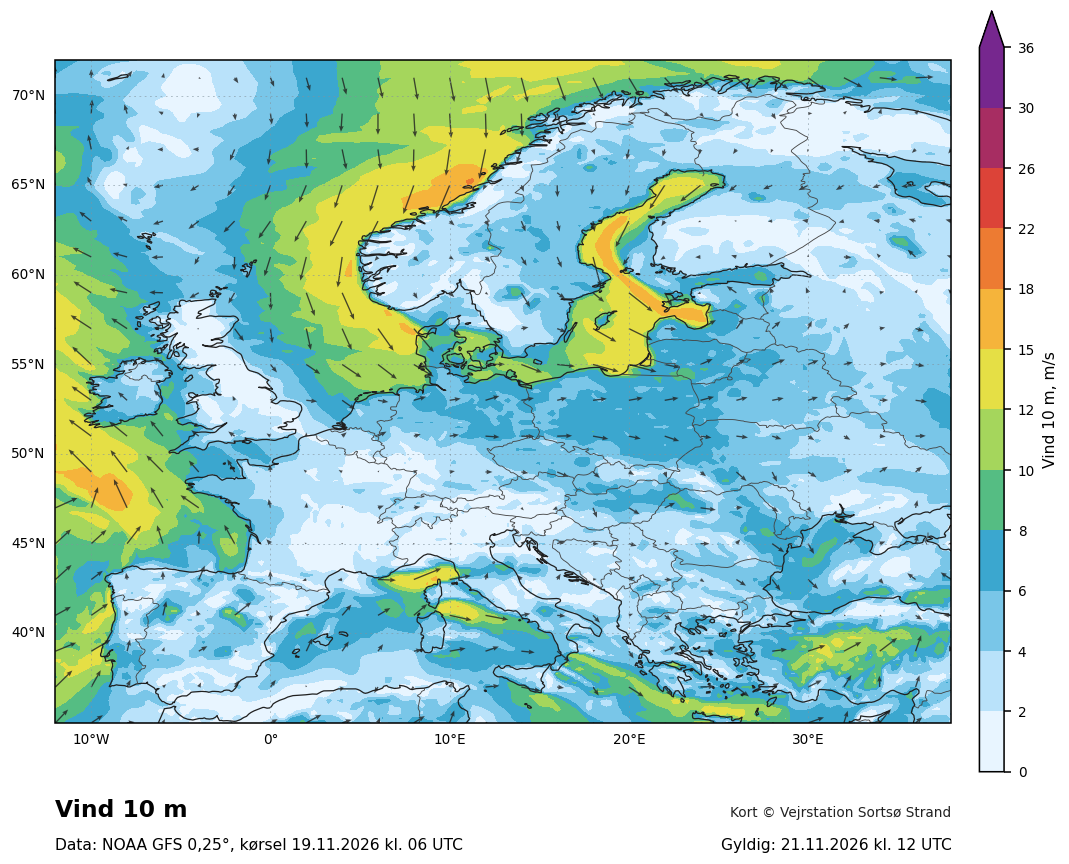 36
30
26
22
18
15
12
10
8
6
4
2
0
Vind 10 m, m/s
70°N
65°N
60°N
55°N
50°N
45°N
40°N
10°W
0°
10°E
20°E
30°E
Vind 10 m
Kort © Vejrstation Sortsø Strand
Data: NOAA GFS 0,25°, kørsel 19.11.2026 kl. 06 UTC
Gyldig: 21.11.2026 kl. 12 UTC